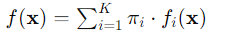 f(𝐱) = ∑_{i=1}^{K} π_i · f_i(𝐱)